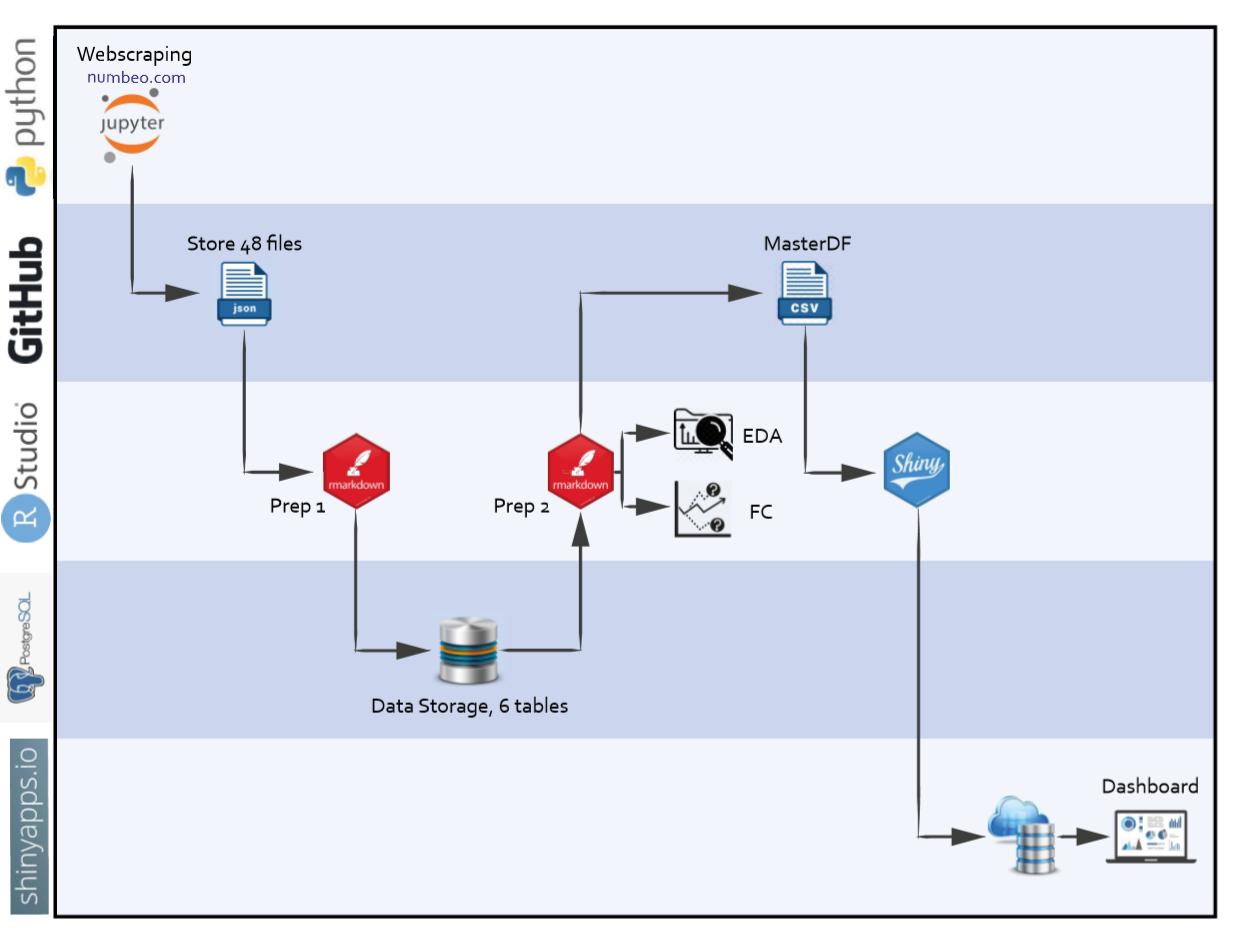 python
Webscraping
numbeo.com
jupyter
GitHub
Store 48 files
json
MasterDF
CSV
R Studio
rmarkdown
Prep 1
rmarkdown
Prep 2
EDA
FC
Shiny
PostgreSQL
Data Storage, 6 tables
shinyapps.io
Dashboard